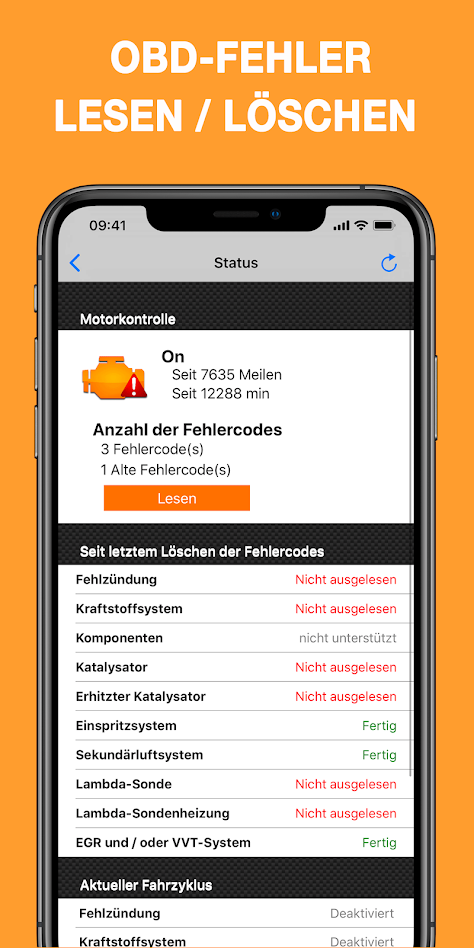 OBD-FEHLER
LESEN / LÖSCHEN
09:41
Status
Motorkontrolle
On
Seit 7635 Meilen
Seit 12288 min
Anzahl der Fehlercodes
3 Fehlercode(s)
1 Alte Fehlercode(s)
Lesen
Seit letztem Löschen der Fehlercodes
Fehlzündung Nicht ausgelesen
Kraftstoffsystem Nicht ausgelesen
Komponenten nicht unterstützt
Katalysator Nicht ausgelesen
Erhitzter Katalysator Nicht ausgelesen
Einspritzsystem Fertig
Sekundärluftsystem Fertig
Lambda-Sonde Nicht ausgelesen
Lambda-Sondenheizung Nicht ausgelesen
EGR und / oder VVT-System Fertig
Aktueller Fahrzyklus
Fehlzündung Deaktiviert
Kraftstoffsystem Deaktiviert